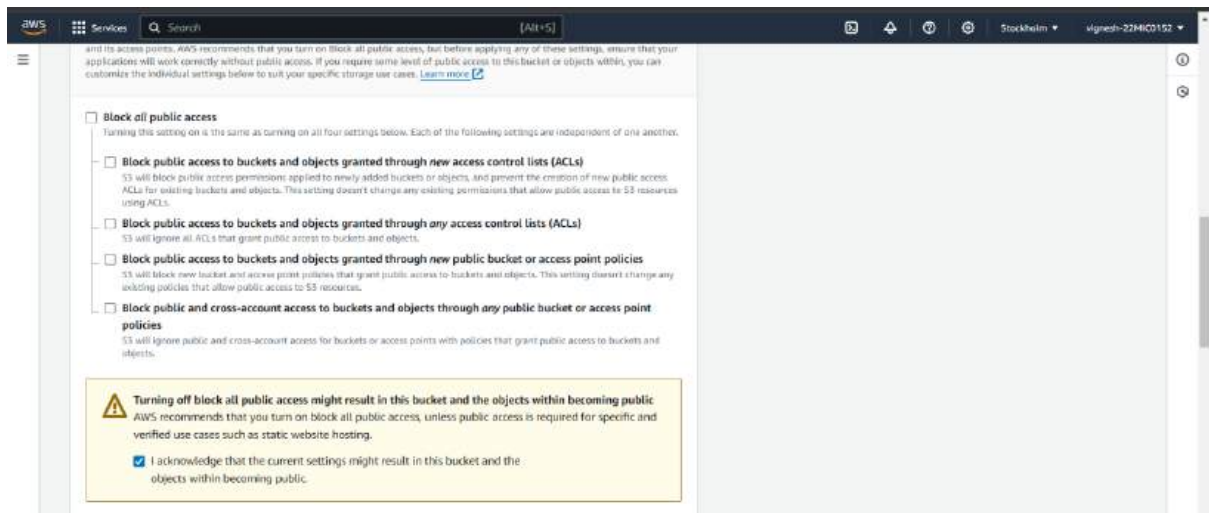 aws Services Search [Alt+S] Stockholm vignesh-22MIC0152
and its access points. AWS recommends that you turn on Block all public access, but before applying any of these settings, ensure that your
applications will work correctly without public access. If you require some level of public access to this bucket or objects within, you can
customize the individual settings below to suit your specific storage use cases. Learn more
Block all public access
Turning this setting on is the same as turning on all four settings below. Each of the following settings are independent of one another.
Block public access to buckets and objects granted through new access control lists (ACLs)
S3 will block public access permissions applied to newly added buckets or objects, and prevent the creation of new public access
ACLs for existing buckets and objects. This setting doesn't change any existing permissions that allow public access to S3 resources
using ACLs.
Block public access to buckets and objects granted through any access control lists (ACLs)
S3 will ignore all ACLs that grant public access to buckets and objects.
Block public access to buckets and objects granted through new public bucket or access point policies
S3 will block new bucket and access point policies that grant public access to buckets and objects. This setting doesn't change any
existing policies that allow public access to S3 resources.
Block public and cross-account access to buckets and objects through any public bucket or access point
policies
S3 will ignore public and cross-account access for buckets or access points with policies that grant public access to buckets and
objects.
Turning off block all public access might result in this bucket and the objects within becoming public
AWS recommends that you turn on block all public access, unless public access is required for specific and
verified use cases such as static website hosting.
I acknowledge that the current settings might result in this bucket and the
objects within becoming public.